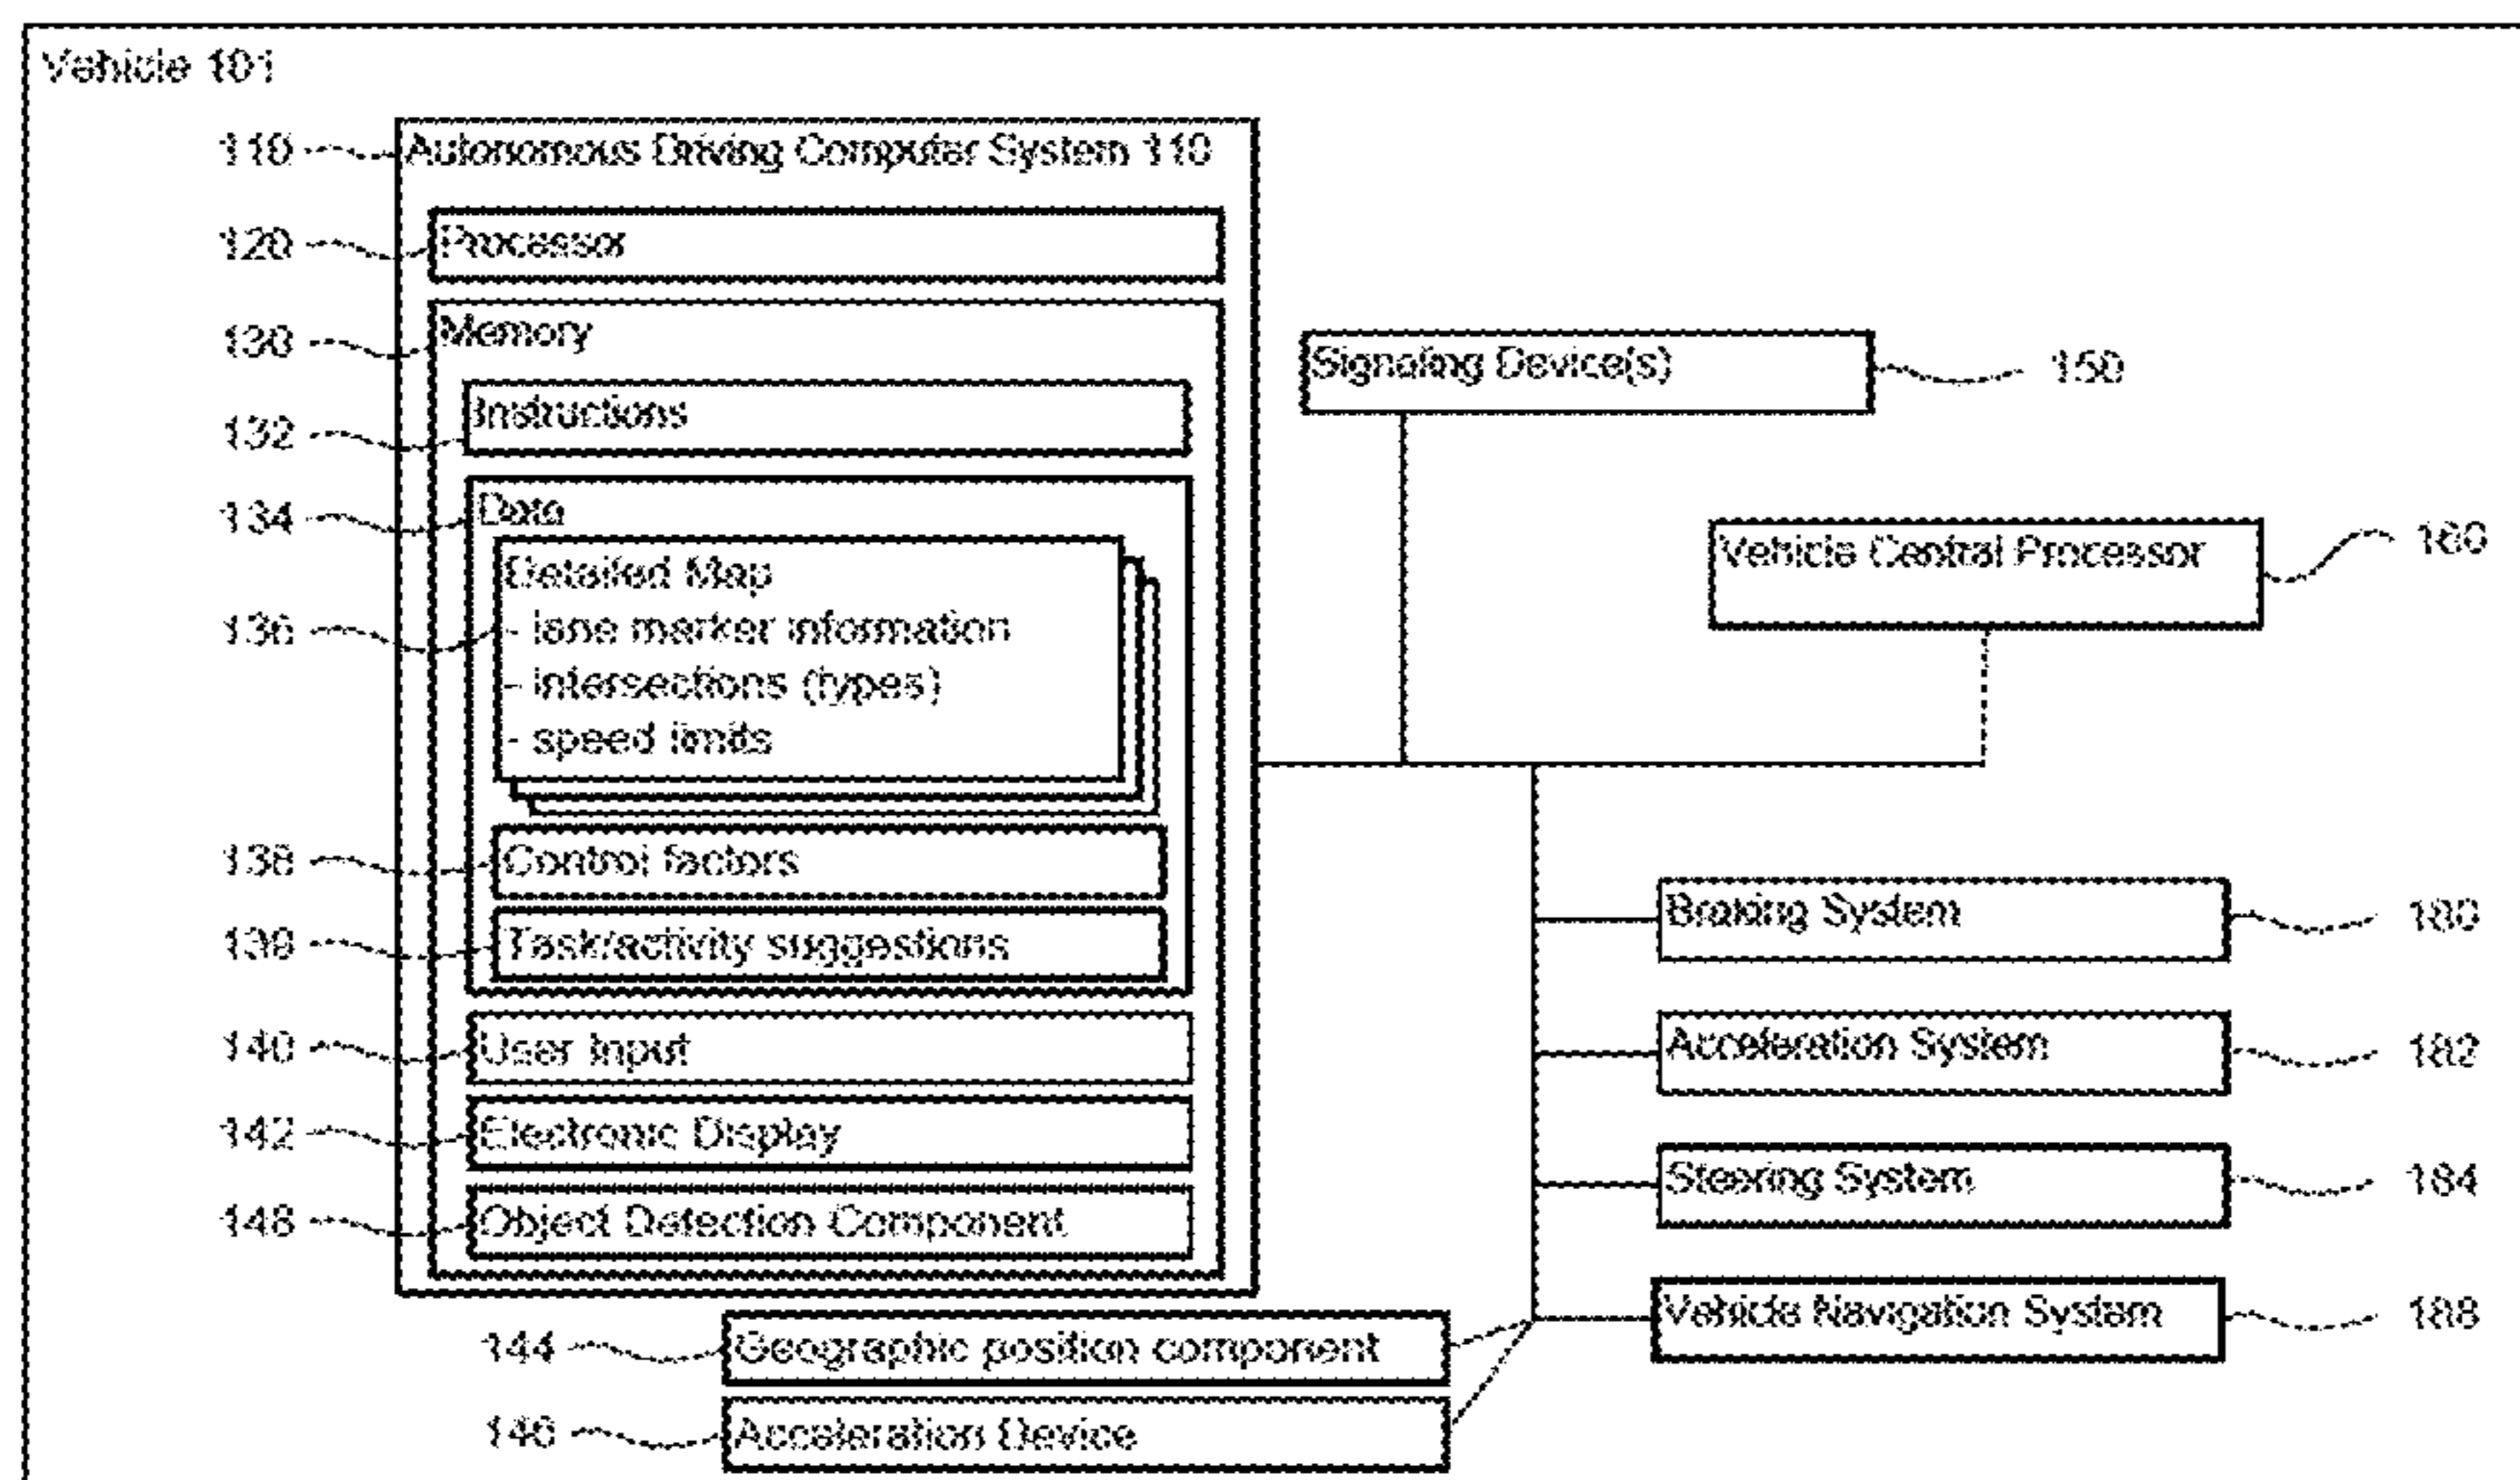 Vehicle 101
110 Autonomous Driving Computer System 110
120 Processor
130 Memory
132 Instructions
134 Data
Detailed Map
136 - lane marker information
- intersections (types)
- speed limits
138 Control factors
139 Task/activity suggestions
140 User Input
142 Electronic Display
148 Object Detection Component
144 Geographic position component
146 Acceleration Device
Signaling Device(s) 150
Vehicle Central Processor 160
Braking System 180
Acceleration System 182
Steering System 184
Vehicle Navigation System 188